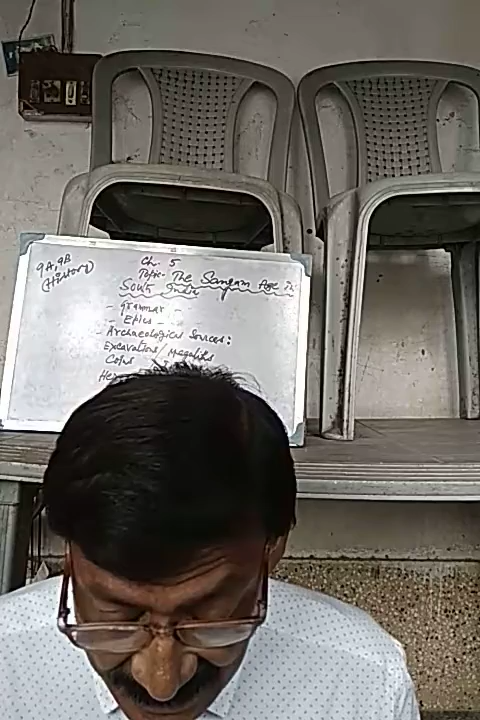 9A,9B
(History)
Ch. 5
Topic- The Sangam Age in
South India
- Grammar -
- Epics -
- Archaeological Sources:
Excavations / Megaliths
Coins